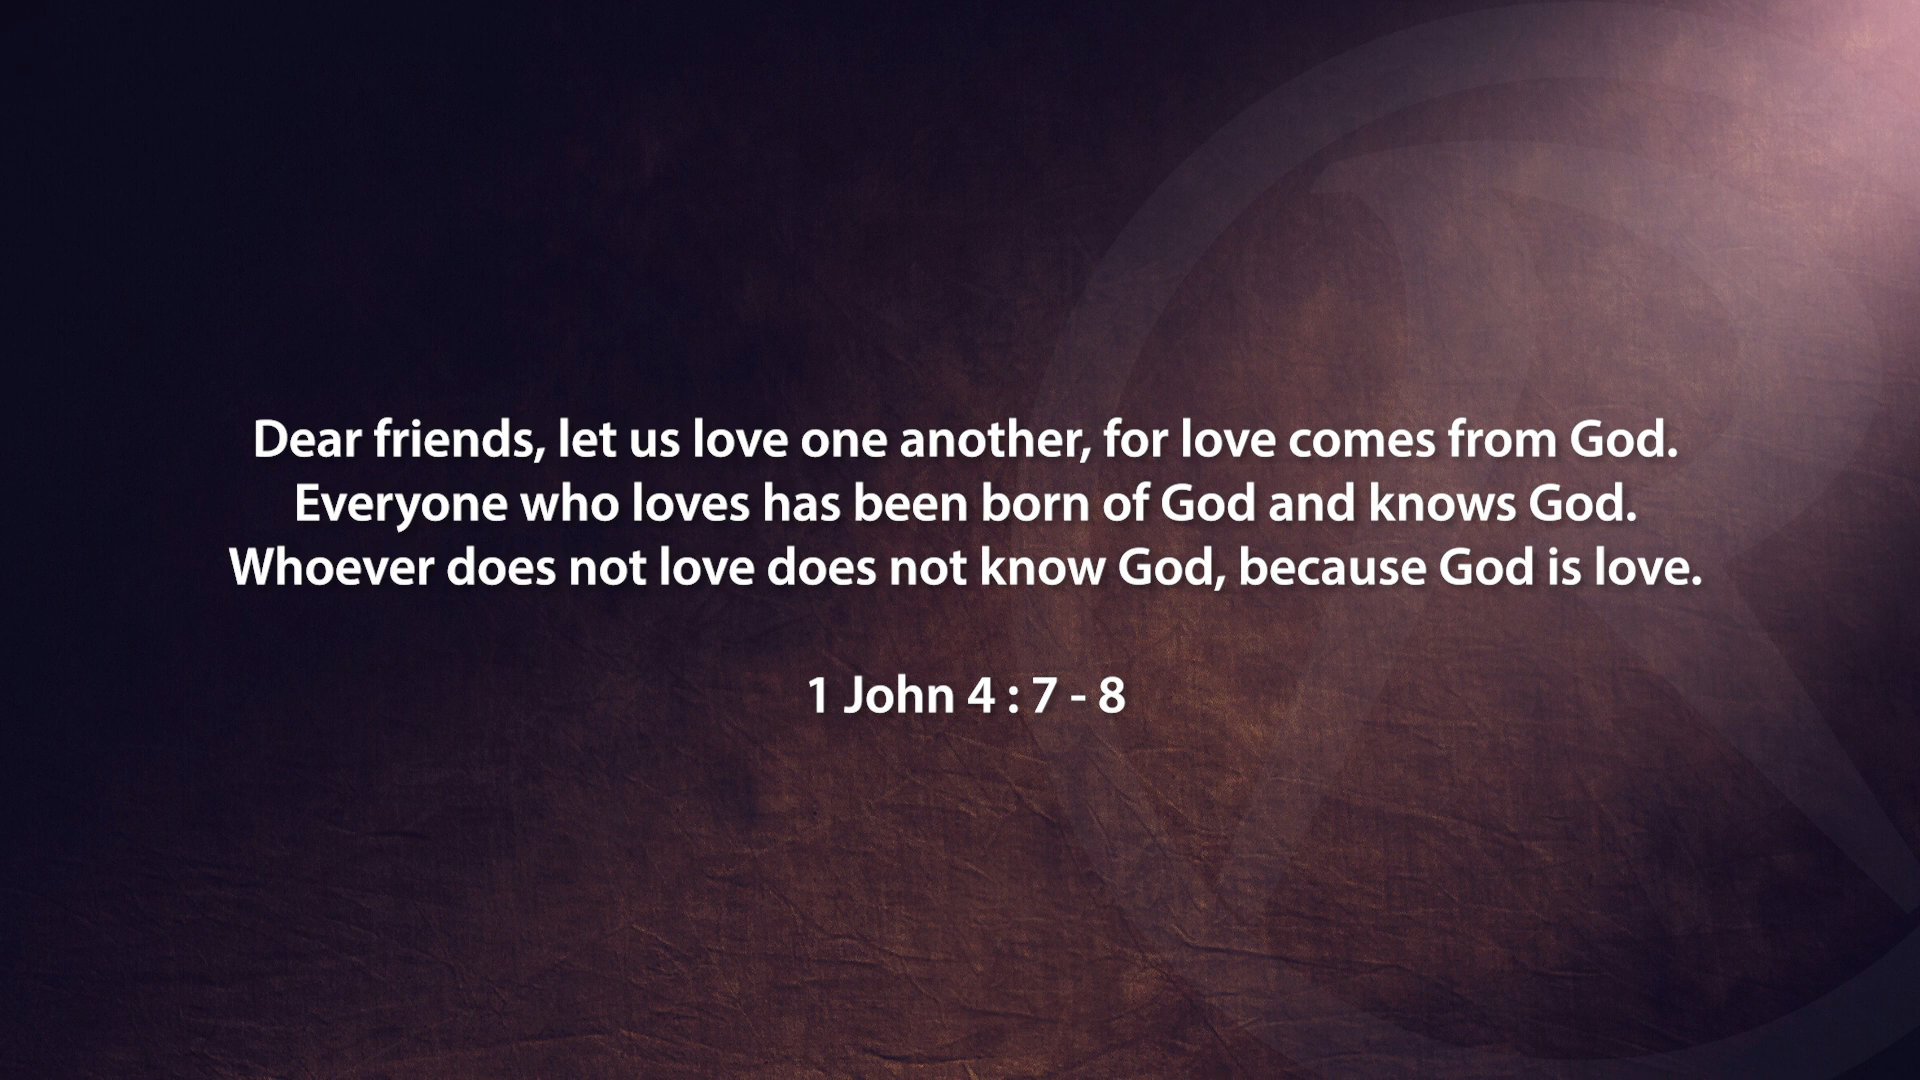 Dear friends, let us love one another, for love comes from God.
Everyone who loves has been born of God and knows God.
Whoever does not love does not know God, because God is love.
1 John 4 : 7 - 8